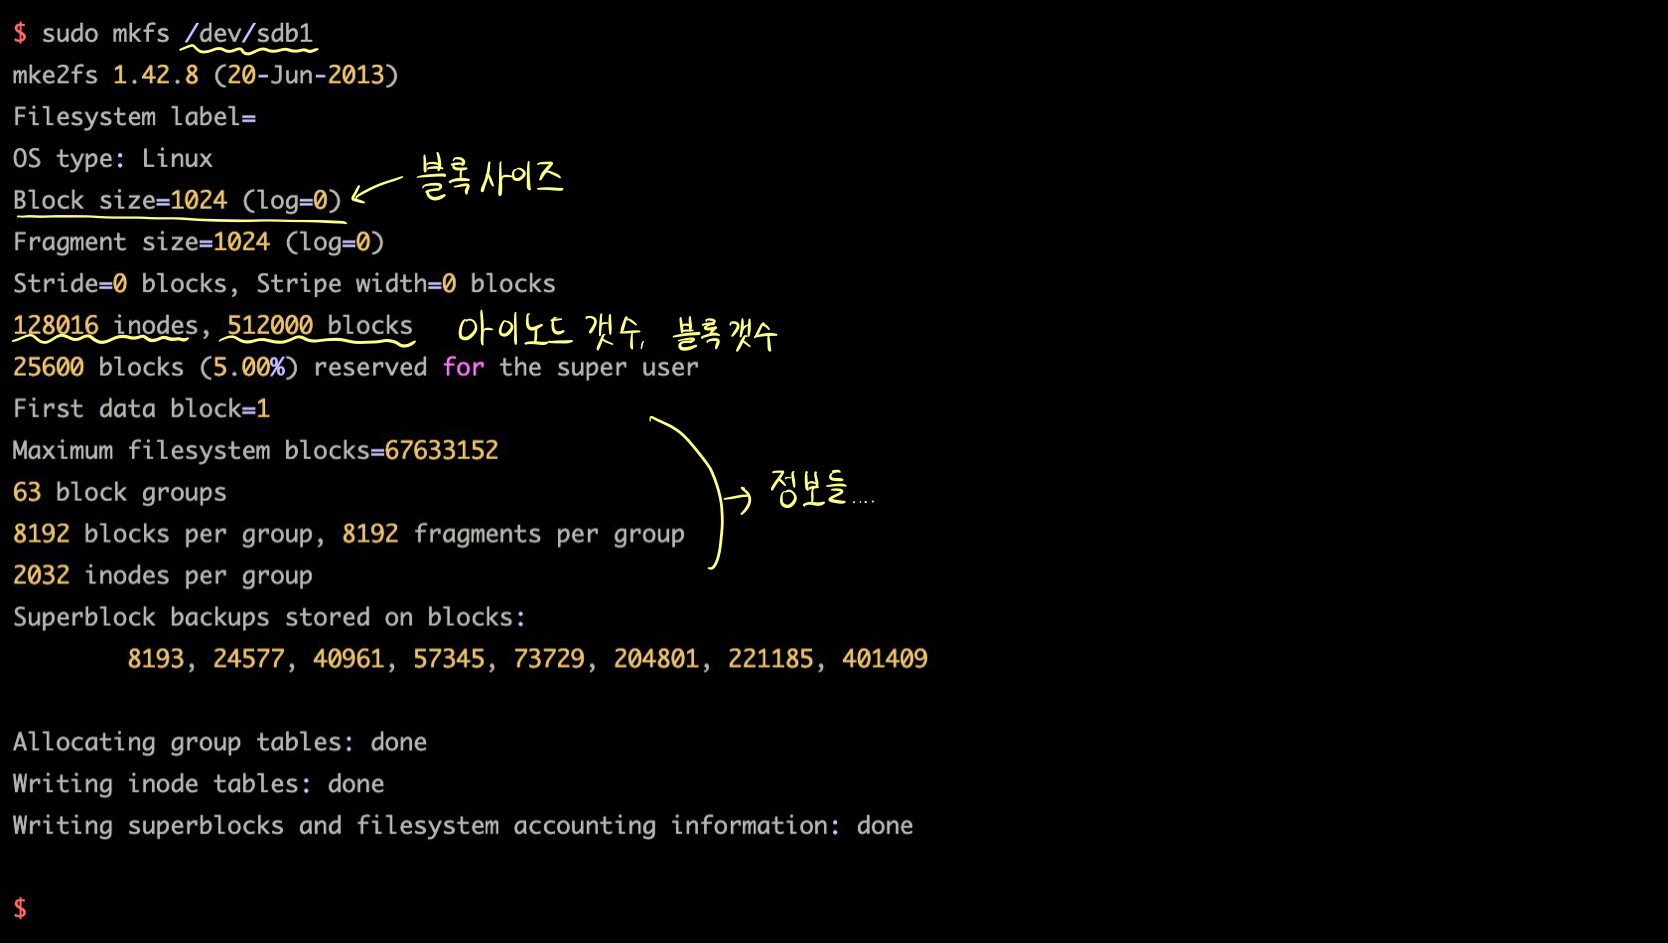 $ sudo mkfs /dev/sdb1
mke2fs 1.42.8 (20-Jun-2013)
Filesystem label=
OS type: Linux
블록 사이즈
Block size=1024 (log=0)
Fragment size=1024 (log=0)
Stride=0 blocks, Stripe width=0 blocks
128016 inodes, 512000 blocks 아이노드 갯수, 블록 갯수
25600 blocks (5.00%) reserved for the super user
First data block=1
Maximum filesystem blocks=67633152
63 block groups
정보들....
8192 blocks per group, 8192 fragments per group
2032 inodes per group
Superblock backups stored on blocks:
8193, 24577, 40961, 57345, 73729, 204801, 221185, 401409
Allocating group tables: done
Writing inode tables: done
Writing superblocks and filesystem accounting information: done
$